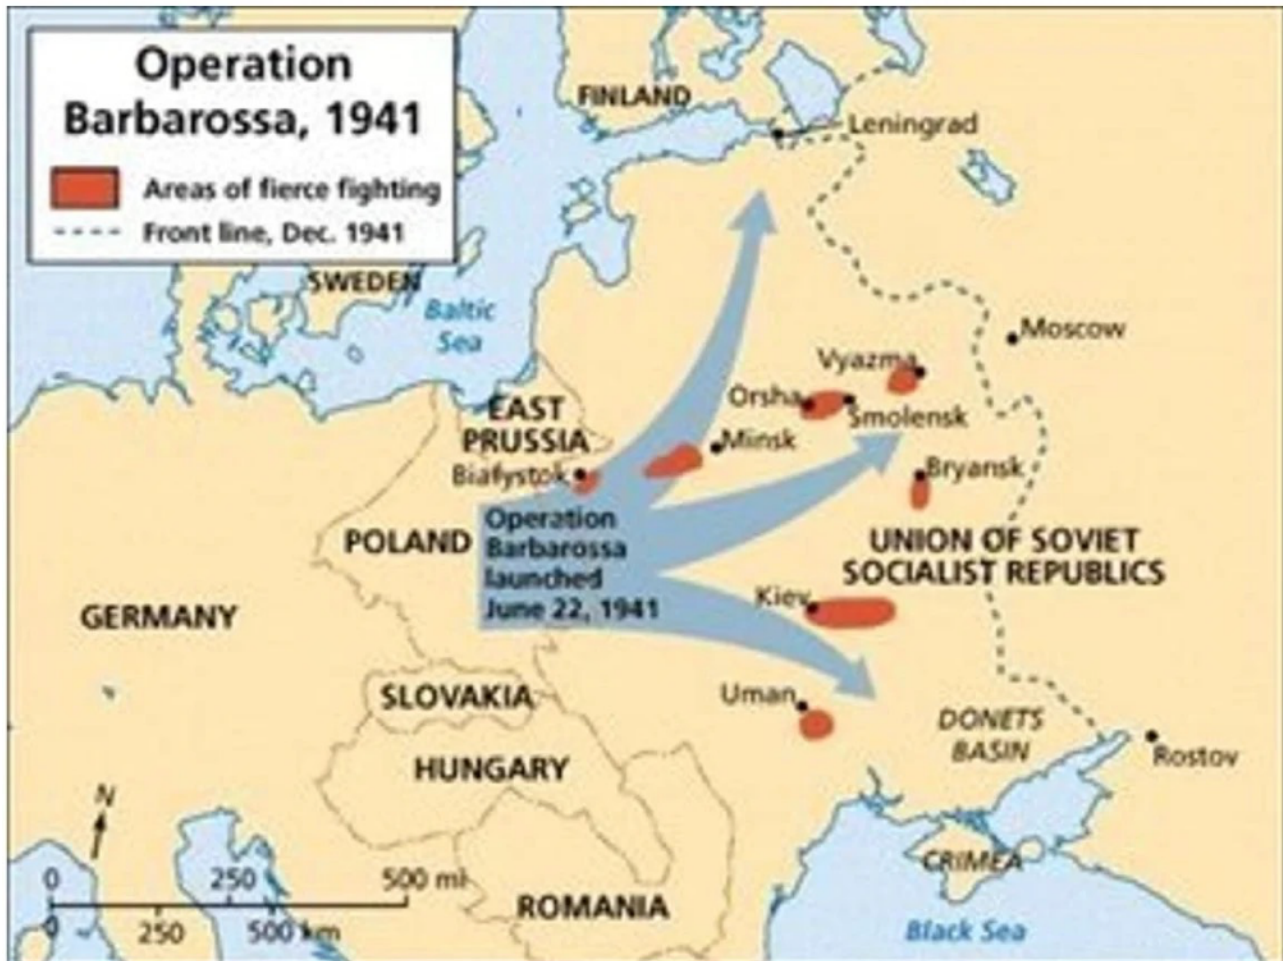 Operation
Barbarossa, 1941
Areas of fierce fighting
Front line, Dec. 1941
FINLAND
Leningrad
SWEDEN
Baltic
Sea
Moscow
Vyazma
Orsha
Smolensk
EAST
PRUSSIA
Minsk
Białystok
Bryansk
POLAND
Operation
Barbarossa
launched
June 22, 1941
UNION OF SOVIET
SOCIALIST REPUBLICS
GERMANY
Kiev
SLOVAKIA
Uman
DONETS
BASIN
Rostov
HUNGARY
N
CRIMEA
0 250 500 mi
0 250 500 km
ROMANIA
Black Sea